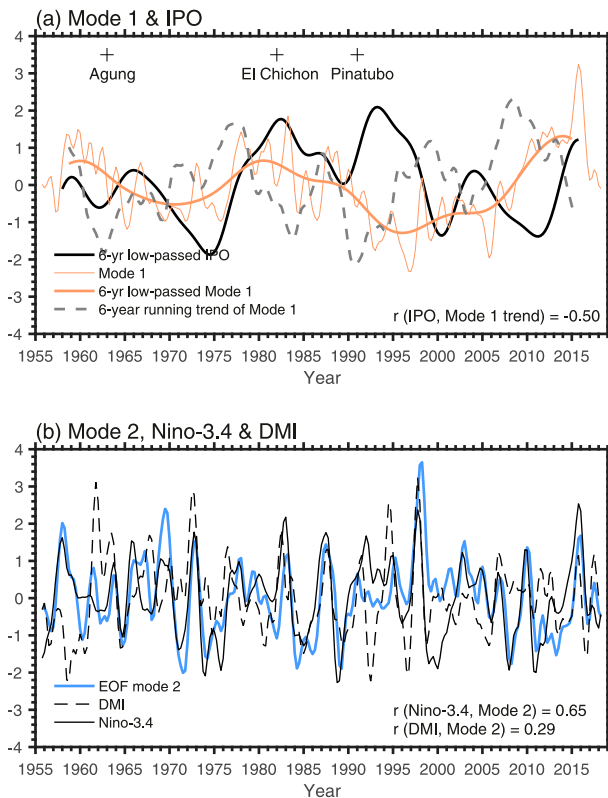 (a) Mode 1 & IPO
4
3
2
1
0
-1
-2
-3
-4
+ + +
Agung El Chichon Pinatubo
6-yr low-passed IPO
Mode 1
6-yr low-passed Mode 1
6-year running trend of Mode 1
r (IPO, Mode 1 trend) = -0.50
1955 1960 1965 1970 1975 1980 1985 1990 1995 2000 2005 2010 2015
Year
(b) Mode 2, Nino-3.4 & DMI
4
3
2
1
0
-1
-2
-3
-4
EOF mode 2
DMI
Nino-3.4
r (Nino-3.4, Mode 2) = 0.65
r (DMI, Mode 2) = 0.29
1955 1960 1965 1970 1975 1980 1985 1990 1995 2000 2005 2010 2015
Year